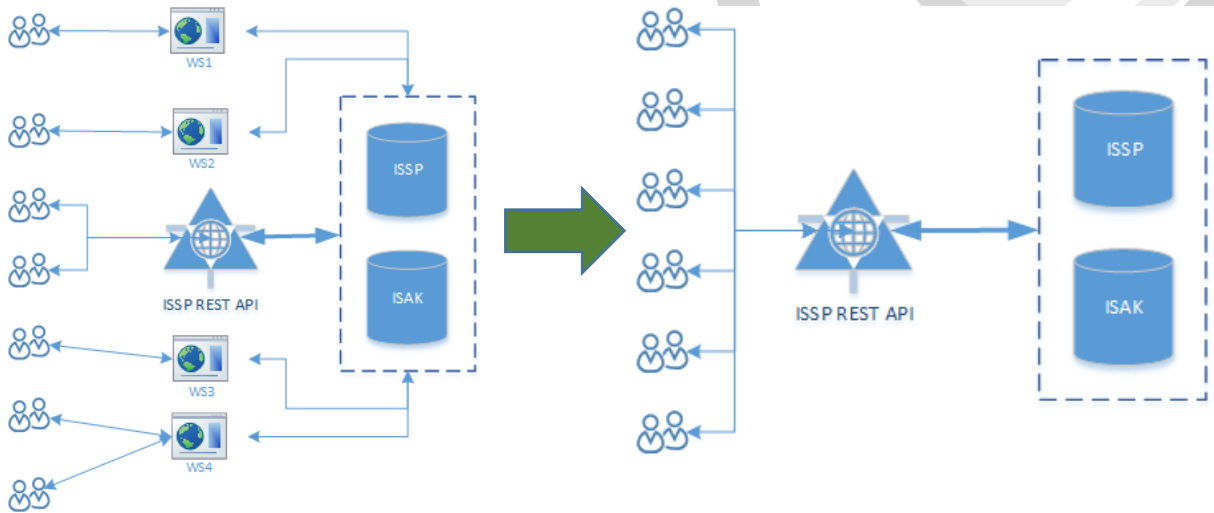 WS1
WS2
ISSP
ISSP REST API
ISAK
WS3
WS4
ISSP
ISSP REST API
ISAK